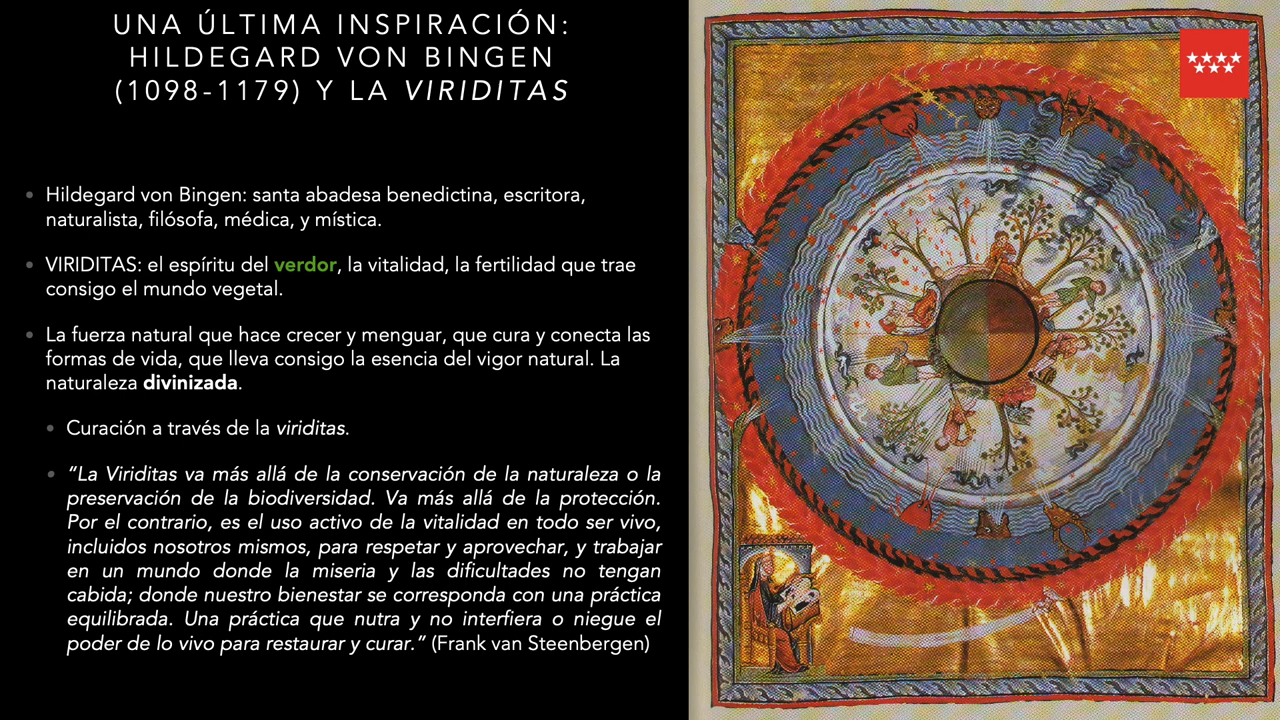 UNA ÚLTIMA INSPIRACIÓN:
HILDEGARD VON BINGEN
(1098-1179) Y LA VIRIDITAS
• Hildegard von Bingen: santa abadesa benedictina, escritora,
naturalista, filósofa, médica, y mística.
• VIRIDITAS: el espíritu del verdor, la vitalidad, la fertilidad que trae
consigo el mundo vegetal.
• La fuerza natural que hace crecer y menguar, que cura y conecta las
formas de vida, que lleva consigo la esencia del vigor natural. La
naturaleza divinizada.
• Curación a través de la viriditas.
• “La Viriditas va más allá de la conservación de la naturaleza o la
preservación de la biodiversidad. Va más allá de la protección.
Por el contrario, es el uso activo de la vitalidad en todo ser vivo,
incluidos nosotros mismos, para respetar y aprovechar, y trabajar
en un mundo donde la miseria y las dificultades no tengan
cabida; donde nuestro bienestar se corresponda con una práctica
equilibrada. Una práctica que nutra y no interfiera o niegue el
poder de lo vivo para restaurar y curar.” (Frank van Steenbergen)